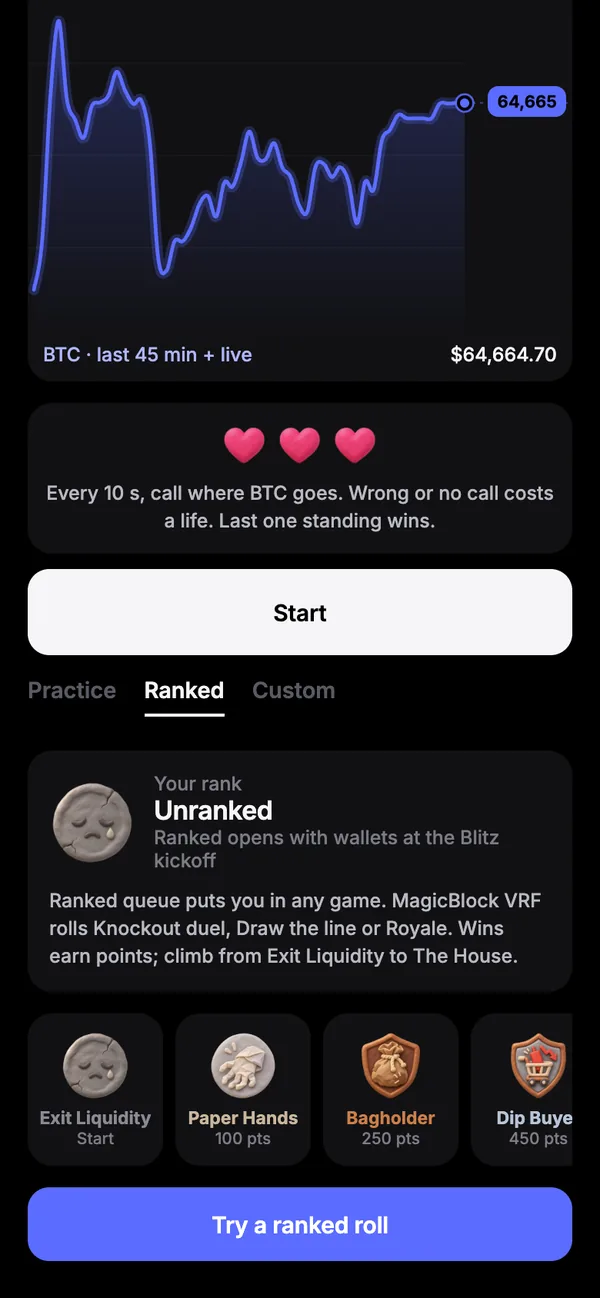 64,665
BTC · last 45 min + live
$64,664.70
Every 10 s, call where BTC goes. Wrong or no call costs
a life. Last one standing wins.
Start
Practice
Ranked
Custom
Your rank
Unranked
Ranked opens with wallets at the Blitz
kickoff
Ranked queue puts you in any game. MagicBlock VRF
rolls Knockout duel, Draw the line or Royale. Wins
earn points; climb from Exit Liquidity to The House.
Exit Liquidity
Start
Paper Hands
100 pts
Bagholder
250 pts
Dip Buye
450 pts
Try a ranked roll